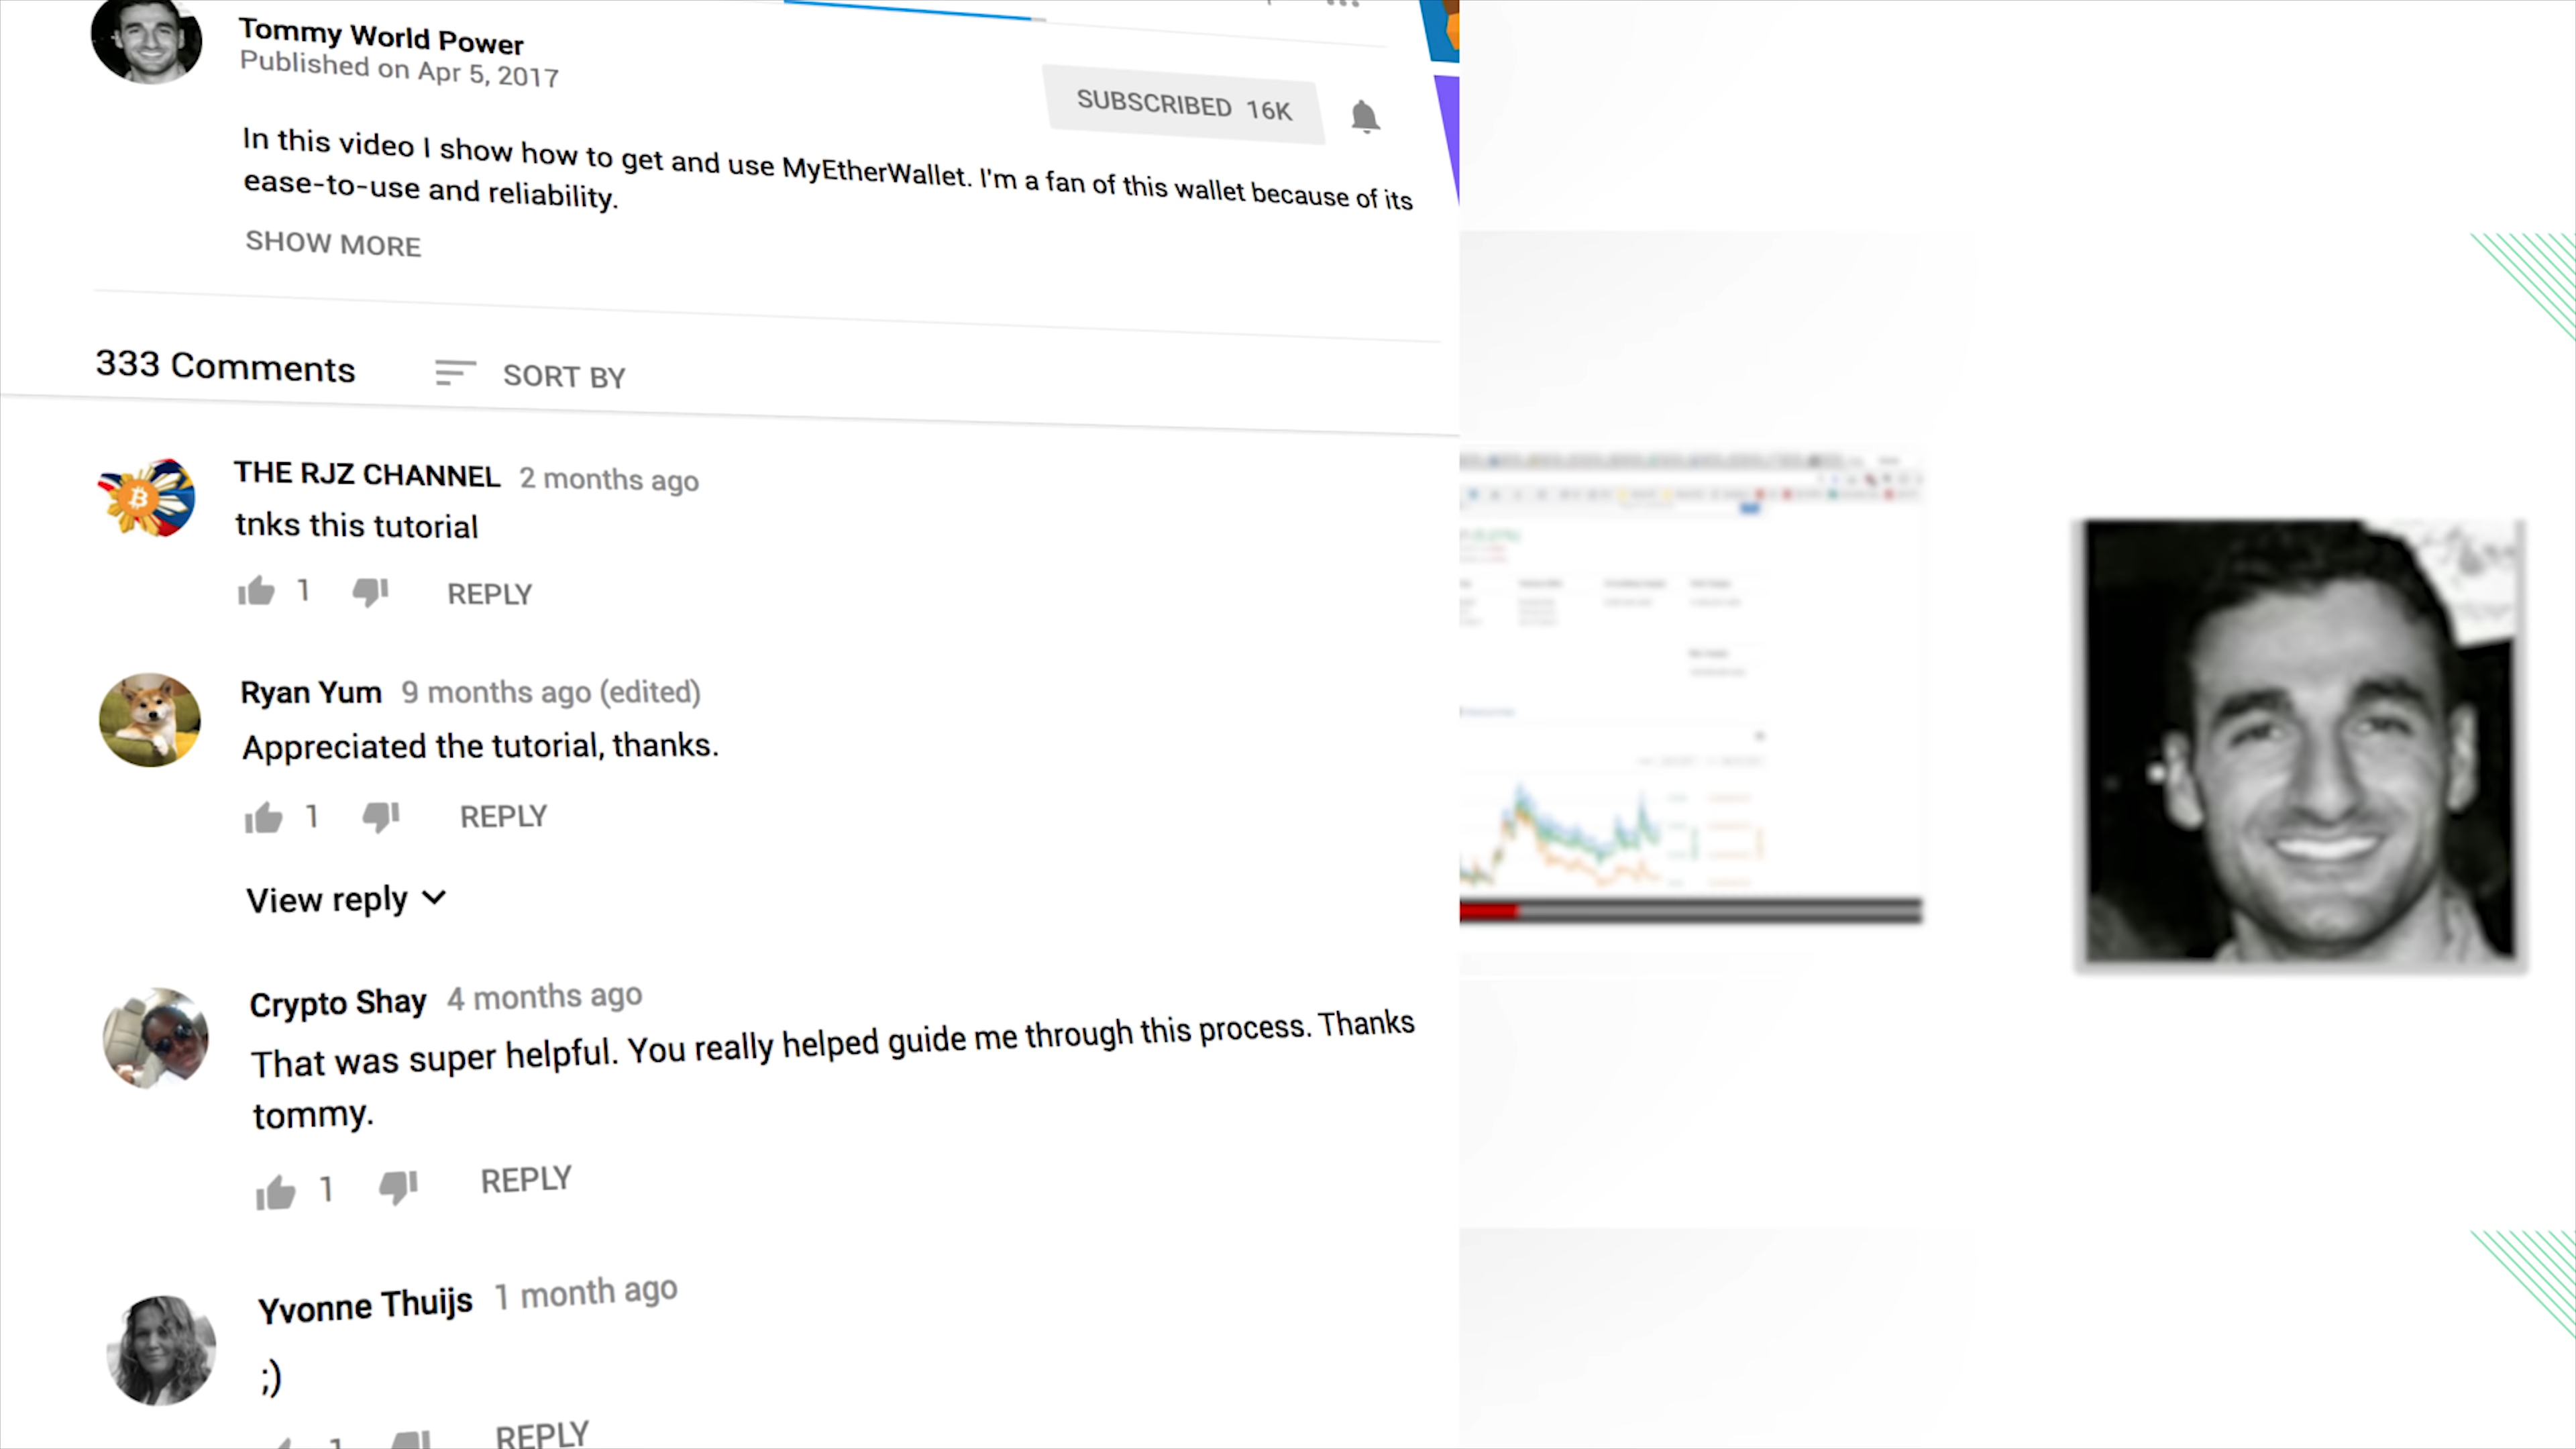 Tommy World Power
Published on Apr 5, 2017
SUBSCRIBED 16K
In this video I show how to get and use MyEtherWallet. I'm a fan of this wallet because of its
ease-to-use and reliability.
SHOW MORE
333 Comments
SORT BY
THE RJZ CHANNEL 2 months ago
tnks this tutorial
1 REPLY
Ryan Yum 9 months ago (edited)
Appreciated the tutorial, thanks.
1 REPLY
View reply
Crypto Shay 4 months ago
That was super helpful. You really helped guide me through this process. Thanks
tommy.
1 REPLY
Yvonne Thuijs 1 month ago
;)
1 REPLY